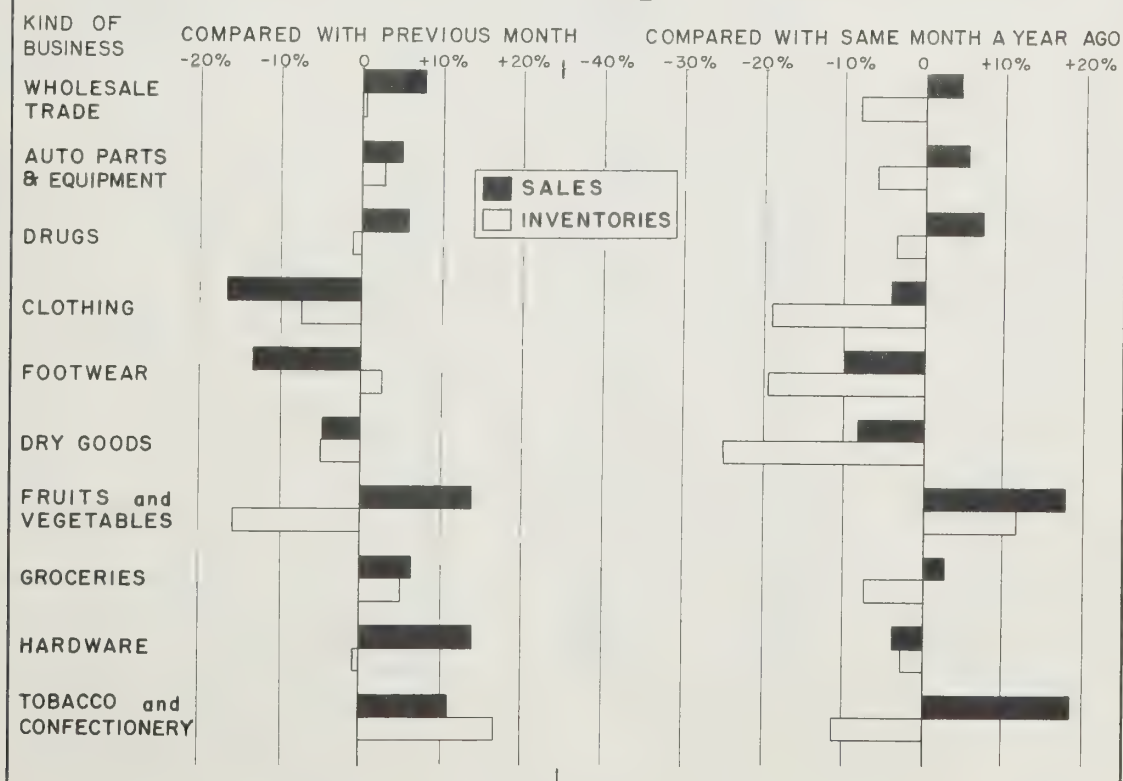 KIND OF
BUSINESS
COMPARED WITH PREVIOUS MONTH
COMPARED WITH SAME MONTH A YEAR AGO
-20% -10% 0 +10% +20% -40% -30% -20% -10% 0 +10% +20%
WHOLESALE
TRADE
AUTO PARTS
& EQUIPMENT
SALES
INVENTORIES
DRUGS
CLOTHING
FOOTWEAR
DRY GOODS
FRUITS and
VEGETABLES
GROCERIES
HARDWARE
TOBACCO and
CONFECTIONERY